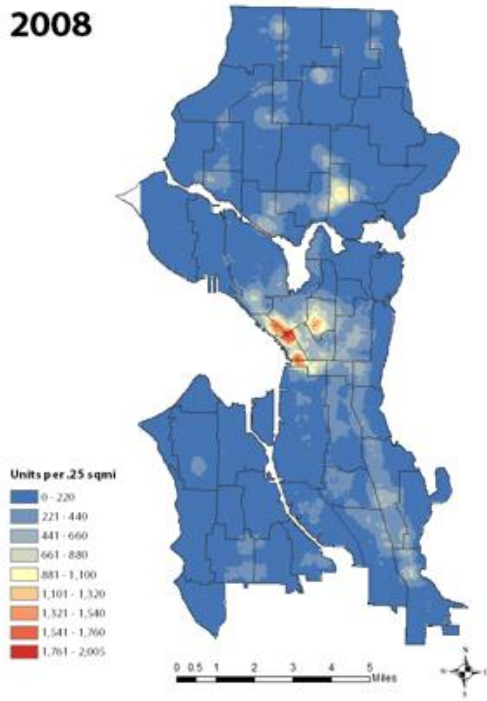 2008
Units per .25 sqmi
0 - 220
221 - 440
441 - 660
661 - 880
881 - 1,100
1,101 - 1,320
1,321 - 1,540
1,541 - 1,760
1,761 - 2,005
0 0.5 1 2 3 4 5
Miles
N
W E
S